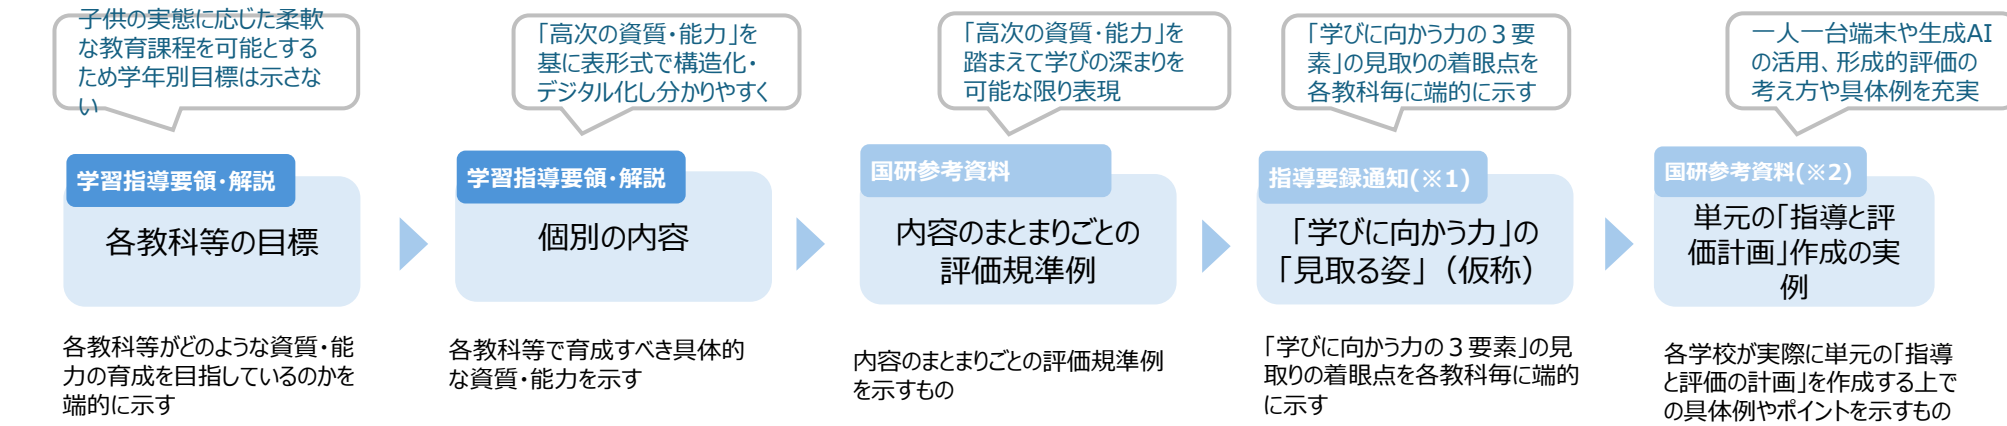 子供の実態に応じた柔軟
な教育課程を可能とする
ため学年別目標は示さな
い
学習指導要領・解説
各教科等の目標
各教科等がどのような資質・能
力の育成を目指しているのかを
端的に示す
「高次の資質・能力」を
基に表形式で構造化・
デジタル化し分かりやすく
学習指導要領・解説
個別の内容
各教科等で育成すべき具体的
な資質・能力を示す
「高次の資質・能力」を
踏まえて学びの深まりを
可能な限り表現
国研参考資料
内容のまとまりごとの
評価規準例
内容のまとまりごとの評価規準例
を示すもの
「学びに向かう力の3要
素」の見取りの着眼点を
各教科毎に端的に示す
指導要録通知(※1)
「学びに向かう力」の
「見取る姿」（仮称）
「学びに向かう力の3要素」の見
取りの着眼点を各教科毎に端的
に示す
一人一台端末や生成AI
の活用、形成的評価の
考え方や具体例を充実
国研参考資料(※2)
単元の「指導と評
価計画」作成の実
例
各学校が実際に単元の「指導
と評価の計画」を作成する上で
の具体例やポイントを示すもの